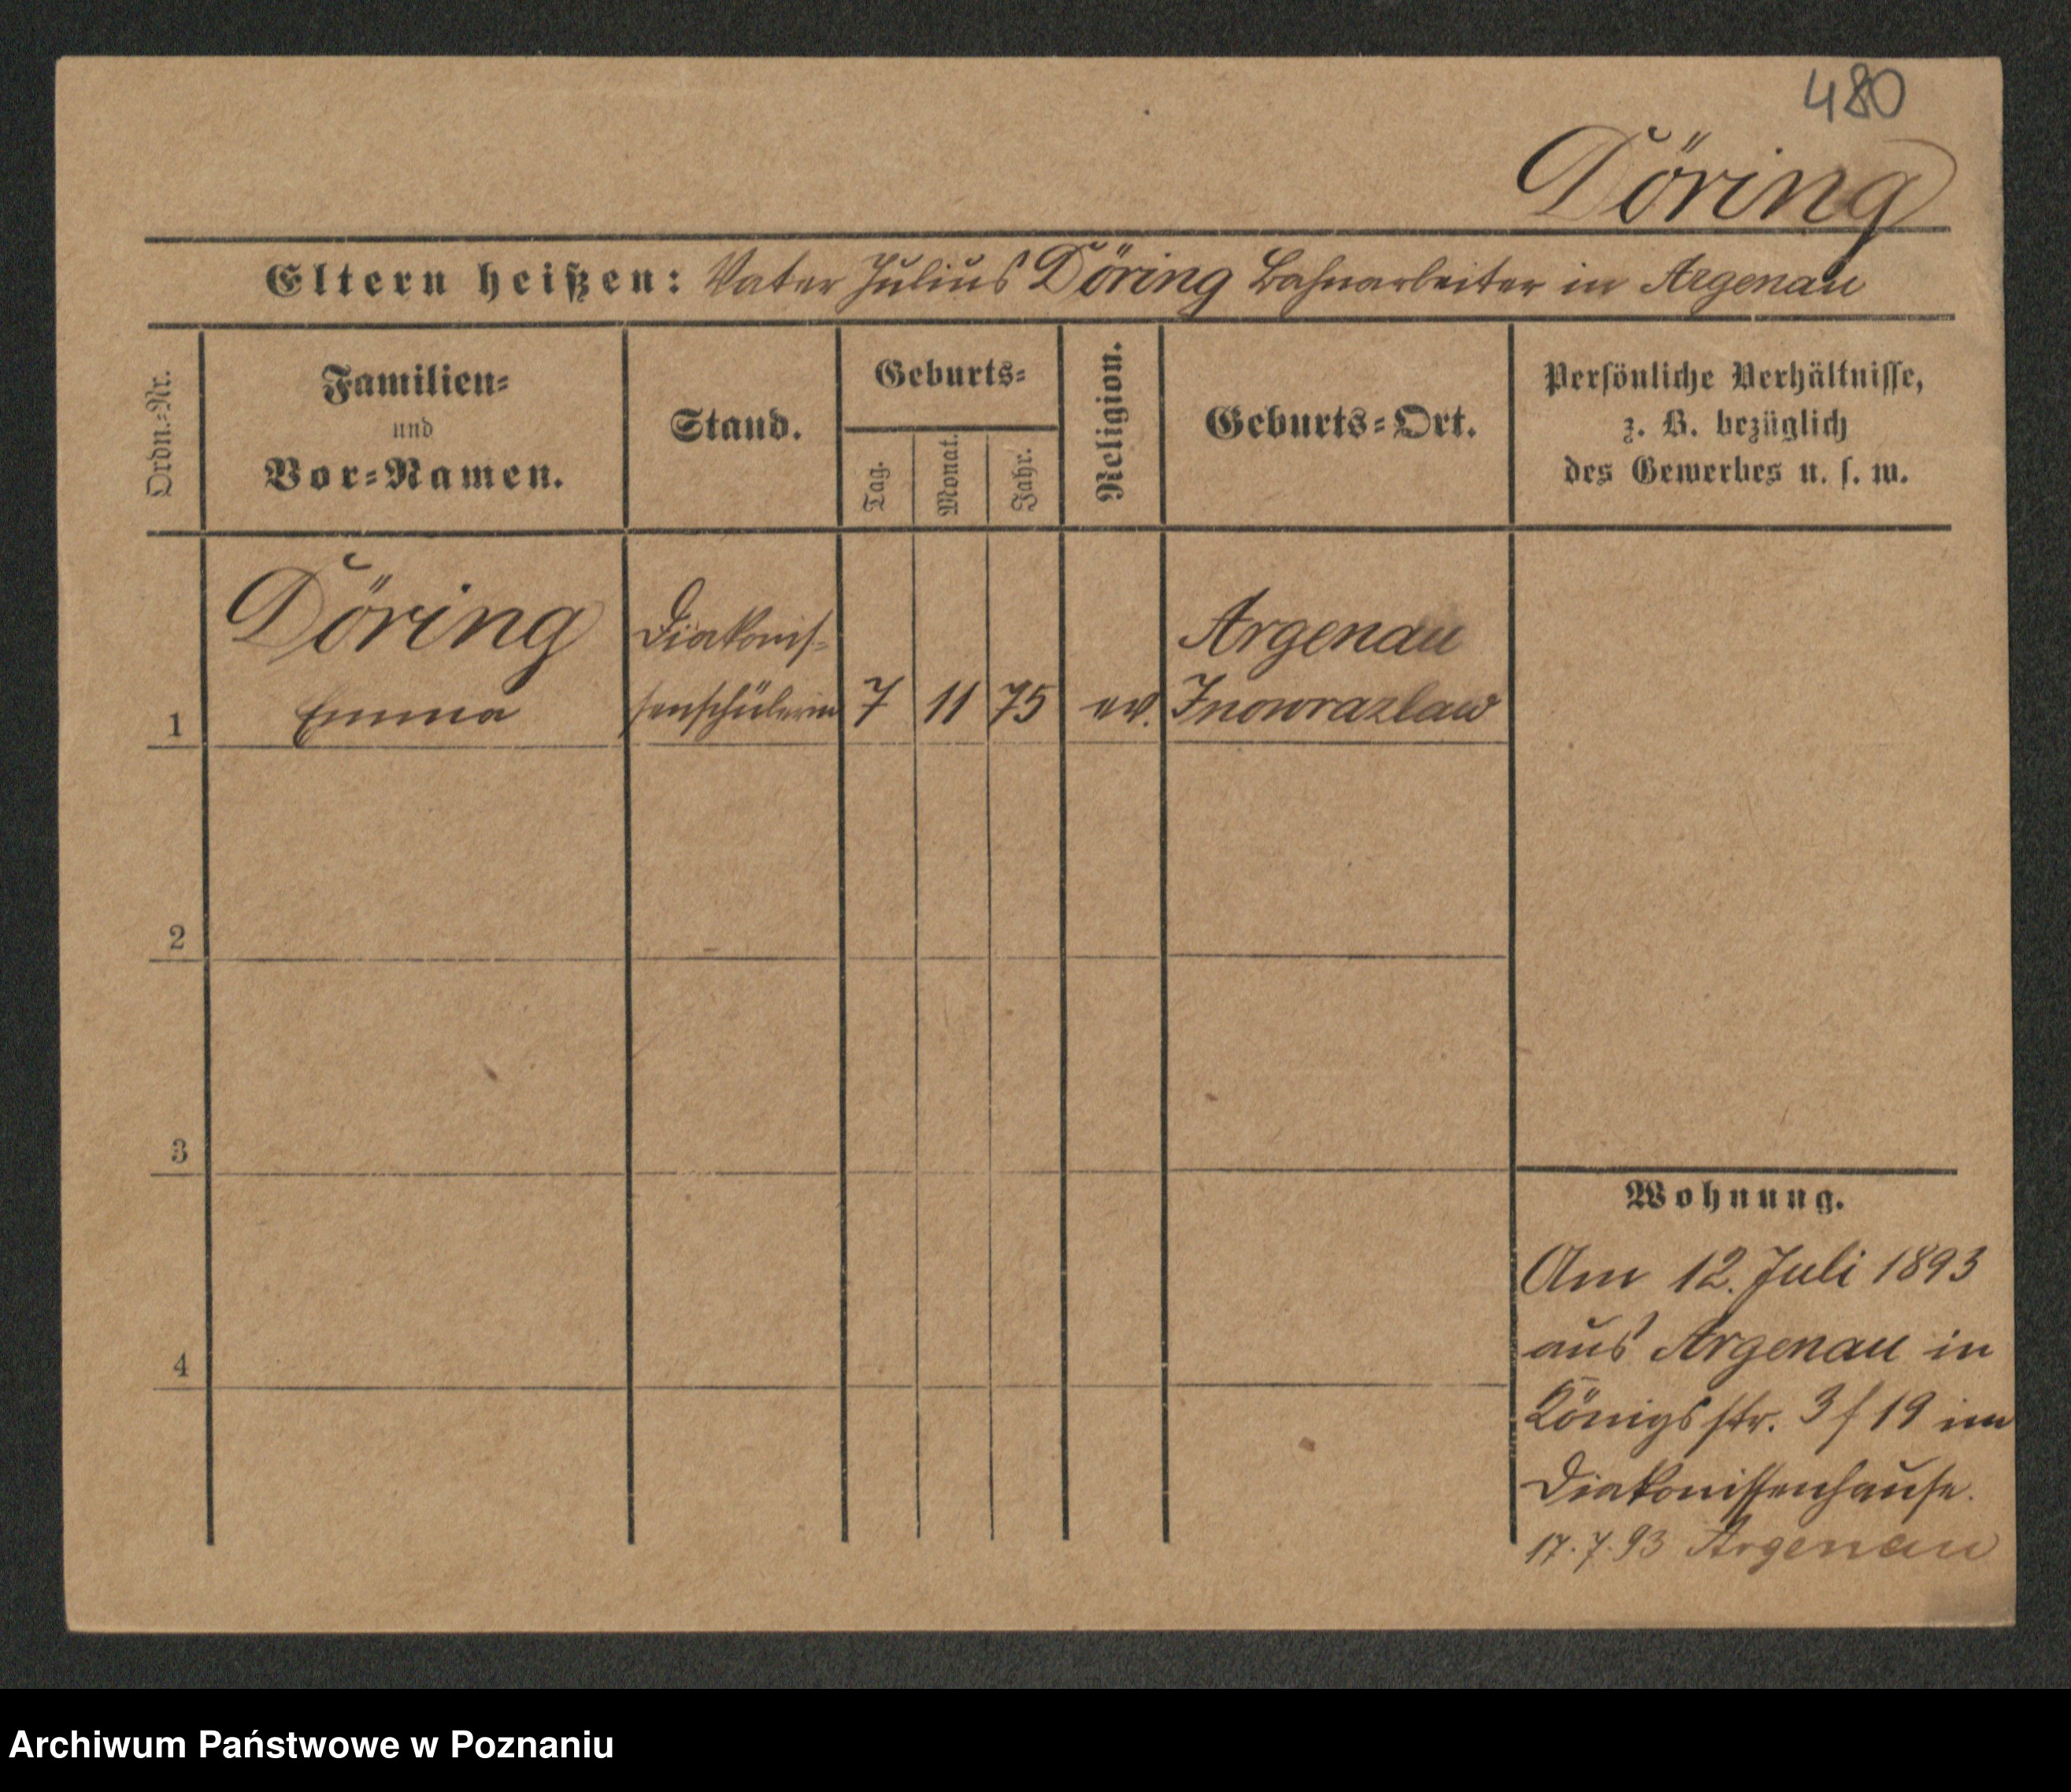 480
Döring
Eltern heißen: Vater Julius Döring Bahnarbeiter in Argenau
Ordn.-Nr.
Familien-
und
Vor-Namen.
Stand.
Geburts-
Tag.
Monat.
Jahr.
Religion.
Geburts-Ort.
Persönliche Verhältnisse,
z. B. bezüglich
des Gewerbes u. s. w.
Döring Diakonis- Argenau
1 Emma senschülerin 7 11 75 ev. Inowrazlaw
2
3
4
Wohnung.
Am 12. Juli 1893
aus Argenau in
Königsstr. 3 f 19 im
Diakonissenhause.
17.7.93 Argenau
Archiwum Państwowe w Poznaniu